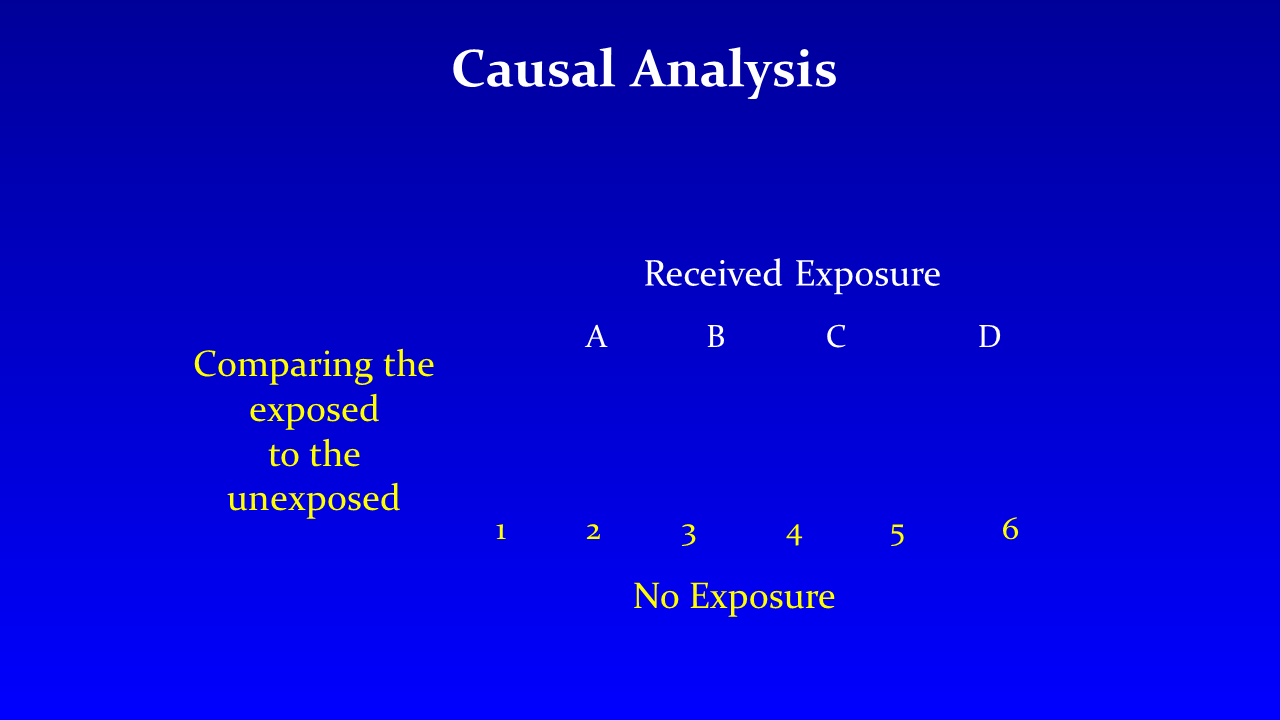 Causal Analysis
Received Exposure
A B C D
Comparing the
exposed
to the
unexposed
1 2 3 4 5 6
No Exposure